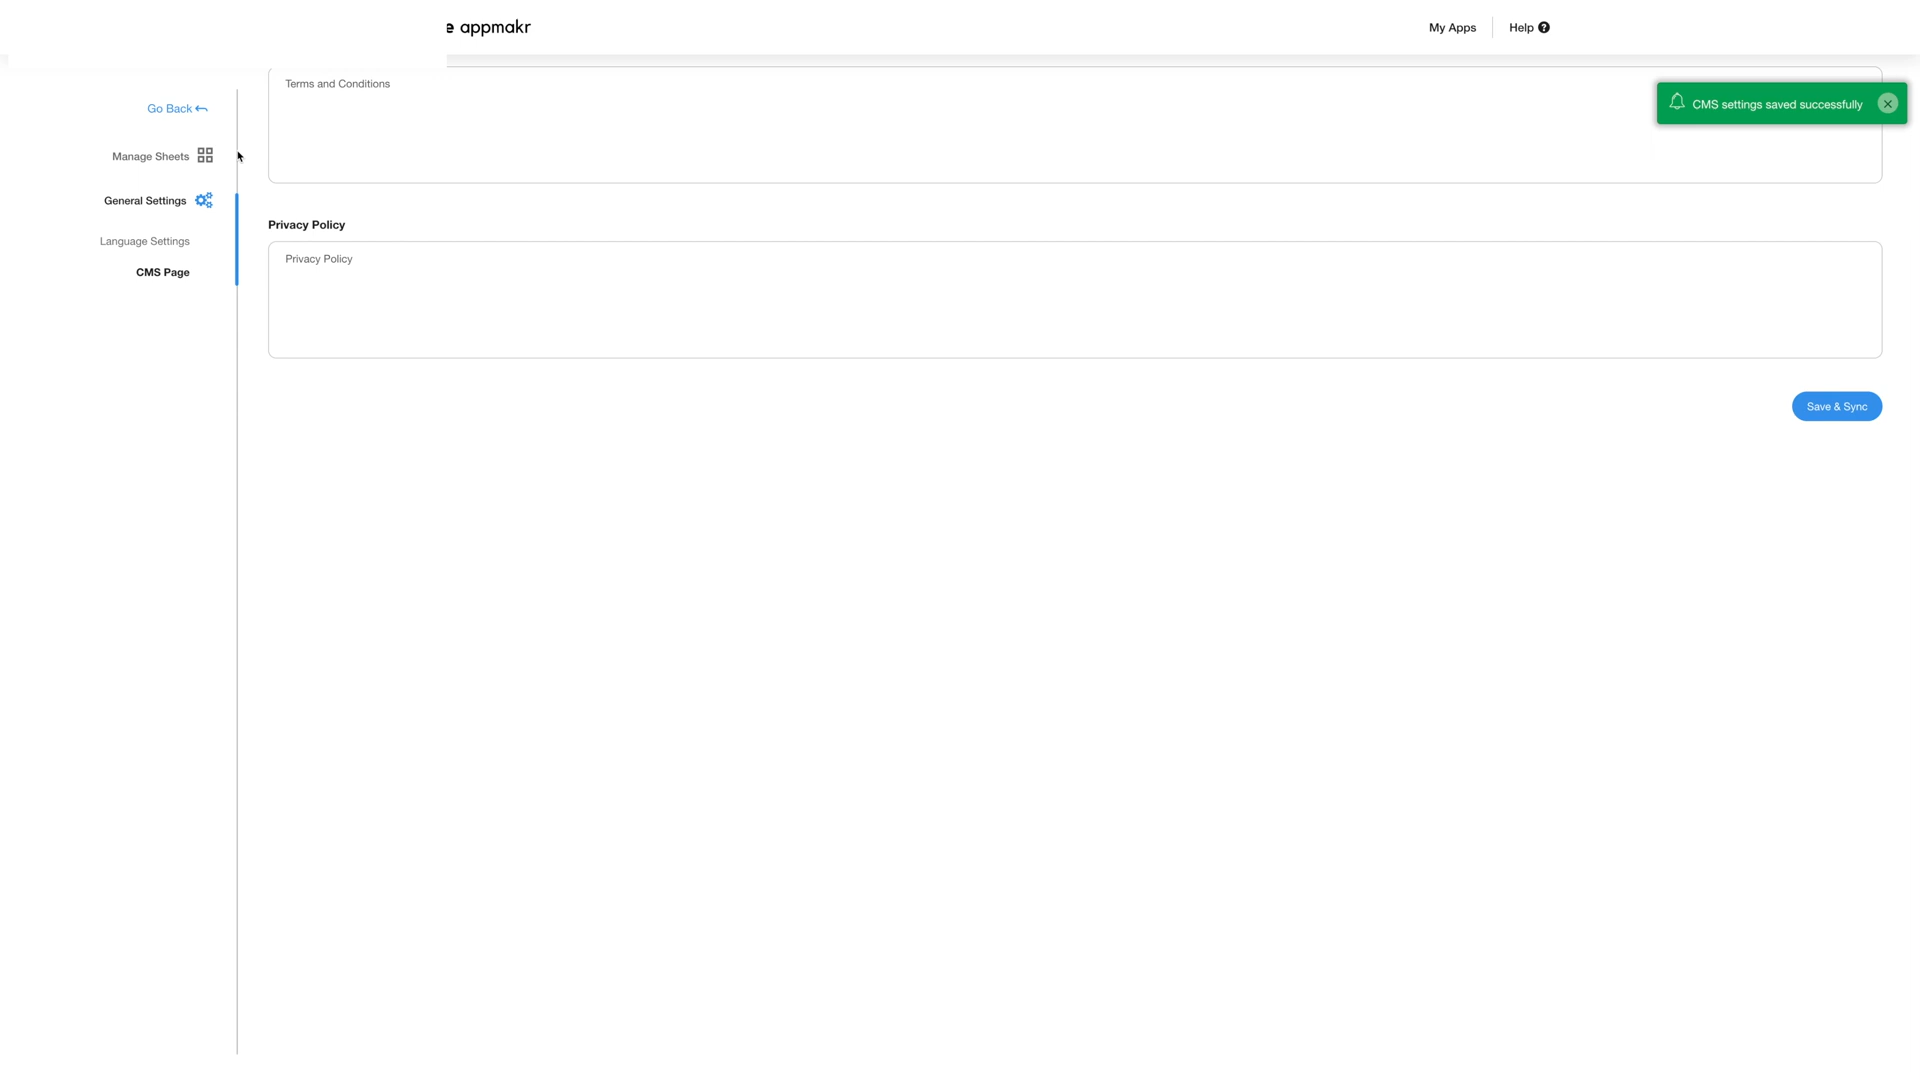 appmakr
My Apps
Help
Terms and Conditions
CMS settings saved successfully
Go Back
Manage Sheets
General Settings
Language Settings
CMS Page
Privacy Policy
Privacy Policy
Save & Sync